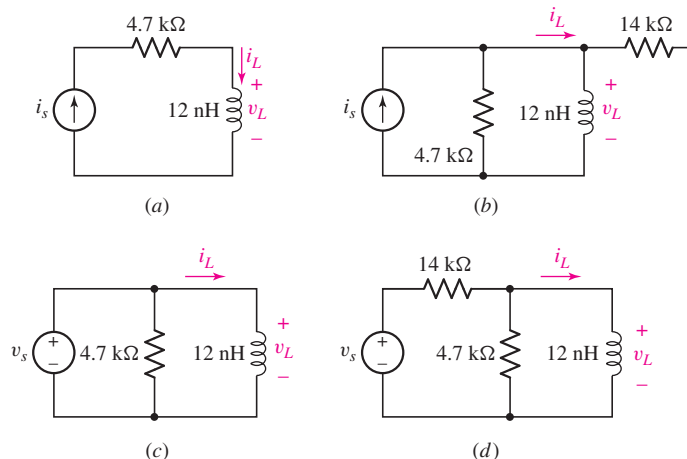 4.7 kΩ
i_L
i_s
12 nH
+
v_L
−
(a)
i_L
14 kΩ
i_s
4.7 kΩ
12 nH
+
v_L
−
(b)
i_L
v_s
+
−
4.7 kΩ
12 nH
+
v_L
−
(c)
14 kΩ
i_L
v_s
+
−
4.7 kΩ
12 nH
+
v_L
−
(d)